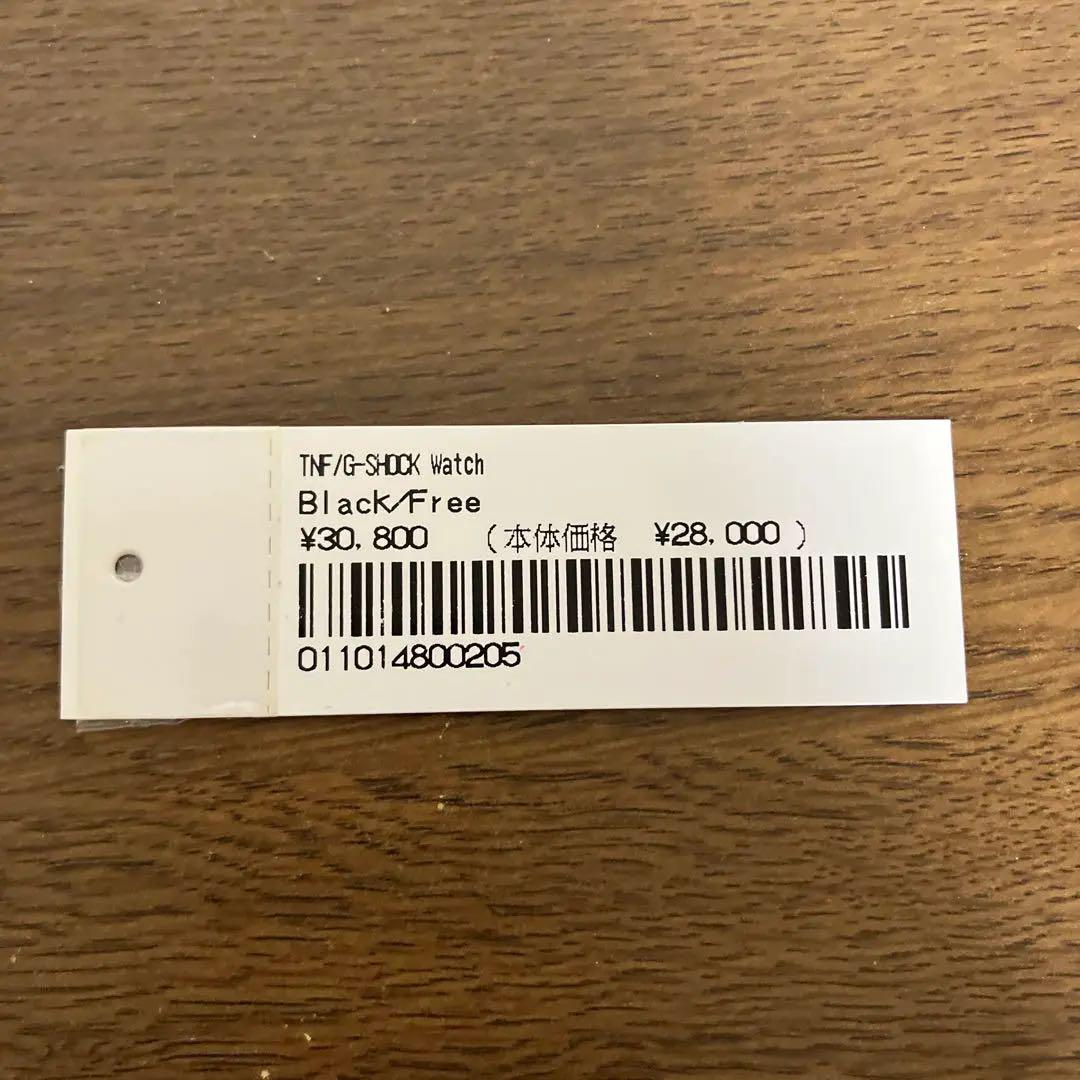 TNF/G-SHOCK Watch
Black/Free
¥30,800 (本体価格 ¥28,000)
011014800205